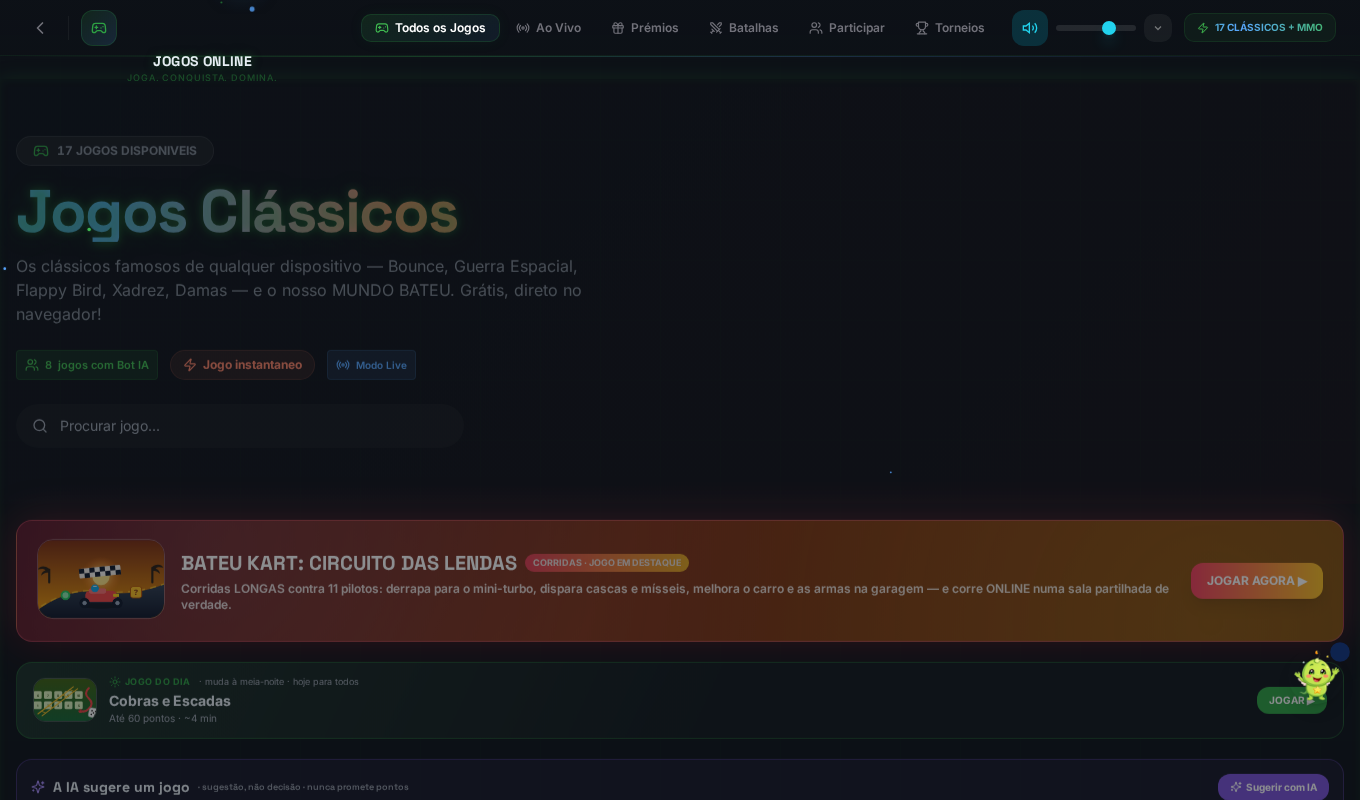 Todos os Jogos
Ao Vivo
Prémios
Batalhas
Participar
Torneios
17 CLÁSSICOS + MMO
JOGOS ONLINE
JOGA. CONQUISTA. DOMINA.
17 JOGOS DISPONIVEIS
Jogos Clássicos
Os clássicos famosos de qualquer dispositivo — Bounce, Guerra Espacial,
Flappy Bird, Xadrez, Damas — e o nosso MUNDO BATEU. Grátis, direto no
navegador!
8 jogos com Bot IA
Jogo instantaneo
Modo Live
Procurar jogo...
BATEU KART: CIRCUITO DAS LENDAS
CORRIDAS · JOGO EM DESTAQUE
Corridas LONGAS contra 11 pilotos: derrapa para o mini-turbo, dispara cascas e mísseis, melhora o carro e as armas na garagem — e corre ONLINE numa sala partilhada de
verdade.
JOGAR AGORA ▶
JOGO DO DIA · muda à meia-noite · hoje para todos
Cobras e Escadas
Até 60 pontos · ~4 min
JOGAR ▶
A IA sugere um jogo · sugestão, não decisão · nunca promete pontos
Sugerir com IA